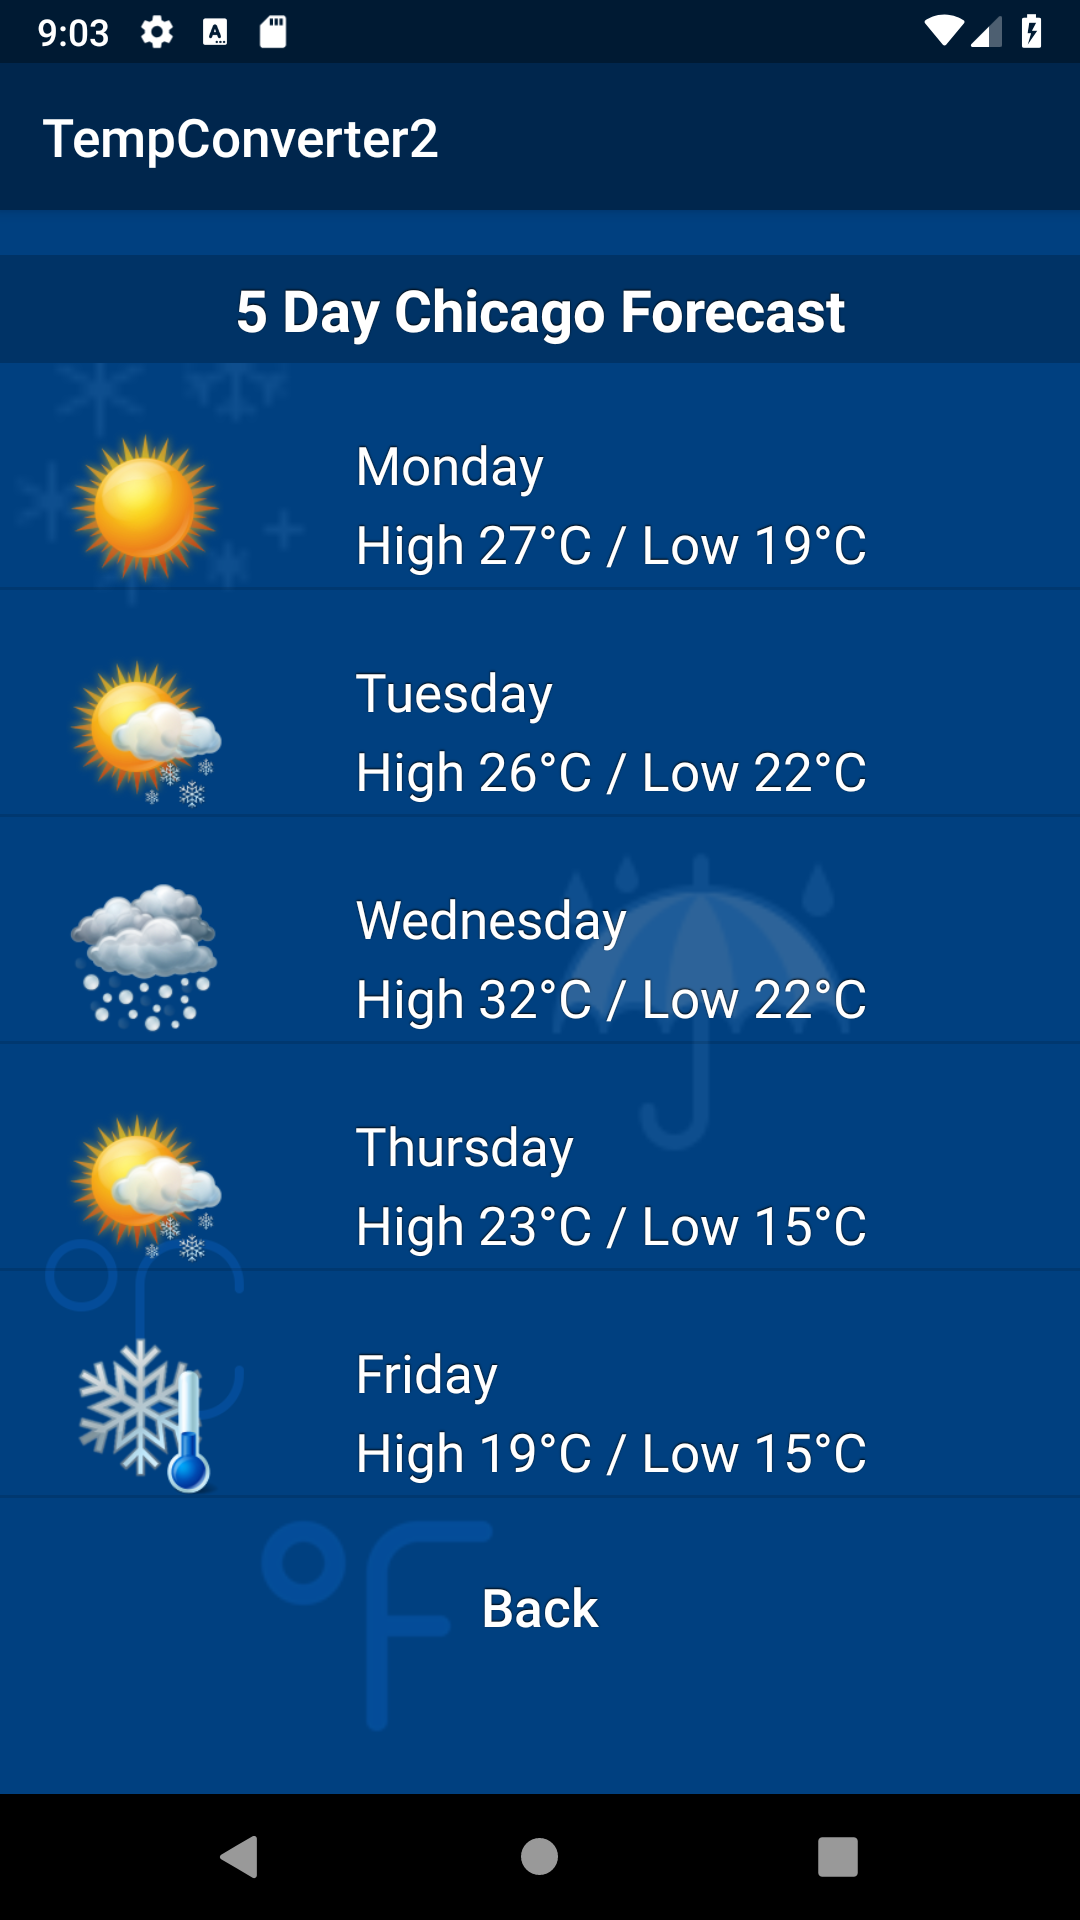 9:03
TempConverter2
5 Day Chicago Forecast
Monday
High 27°C / Low 19°C
Tuesday
High 26°C / Low 22°C
Wednesday
High 32°C / Low 22°C
Thursday
High 23°C / Low 15°C
Friday
High 19°C / Low 15°C
°C
°F
Back